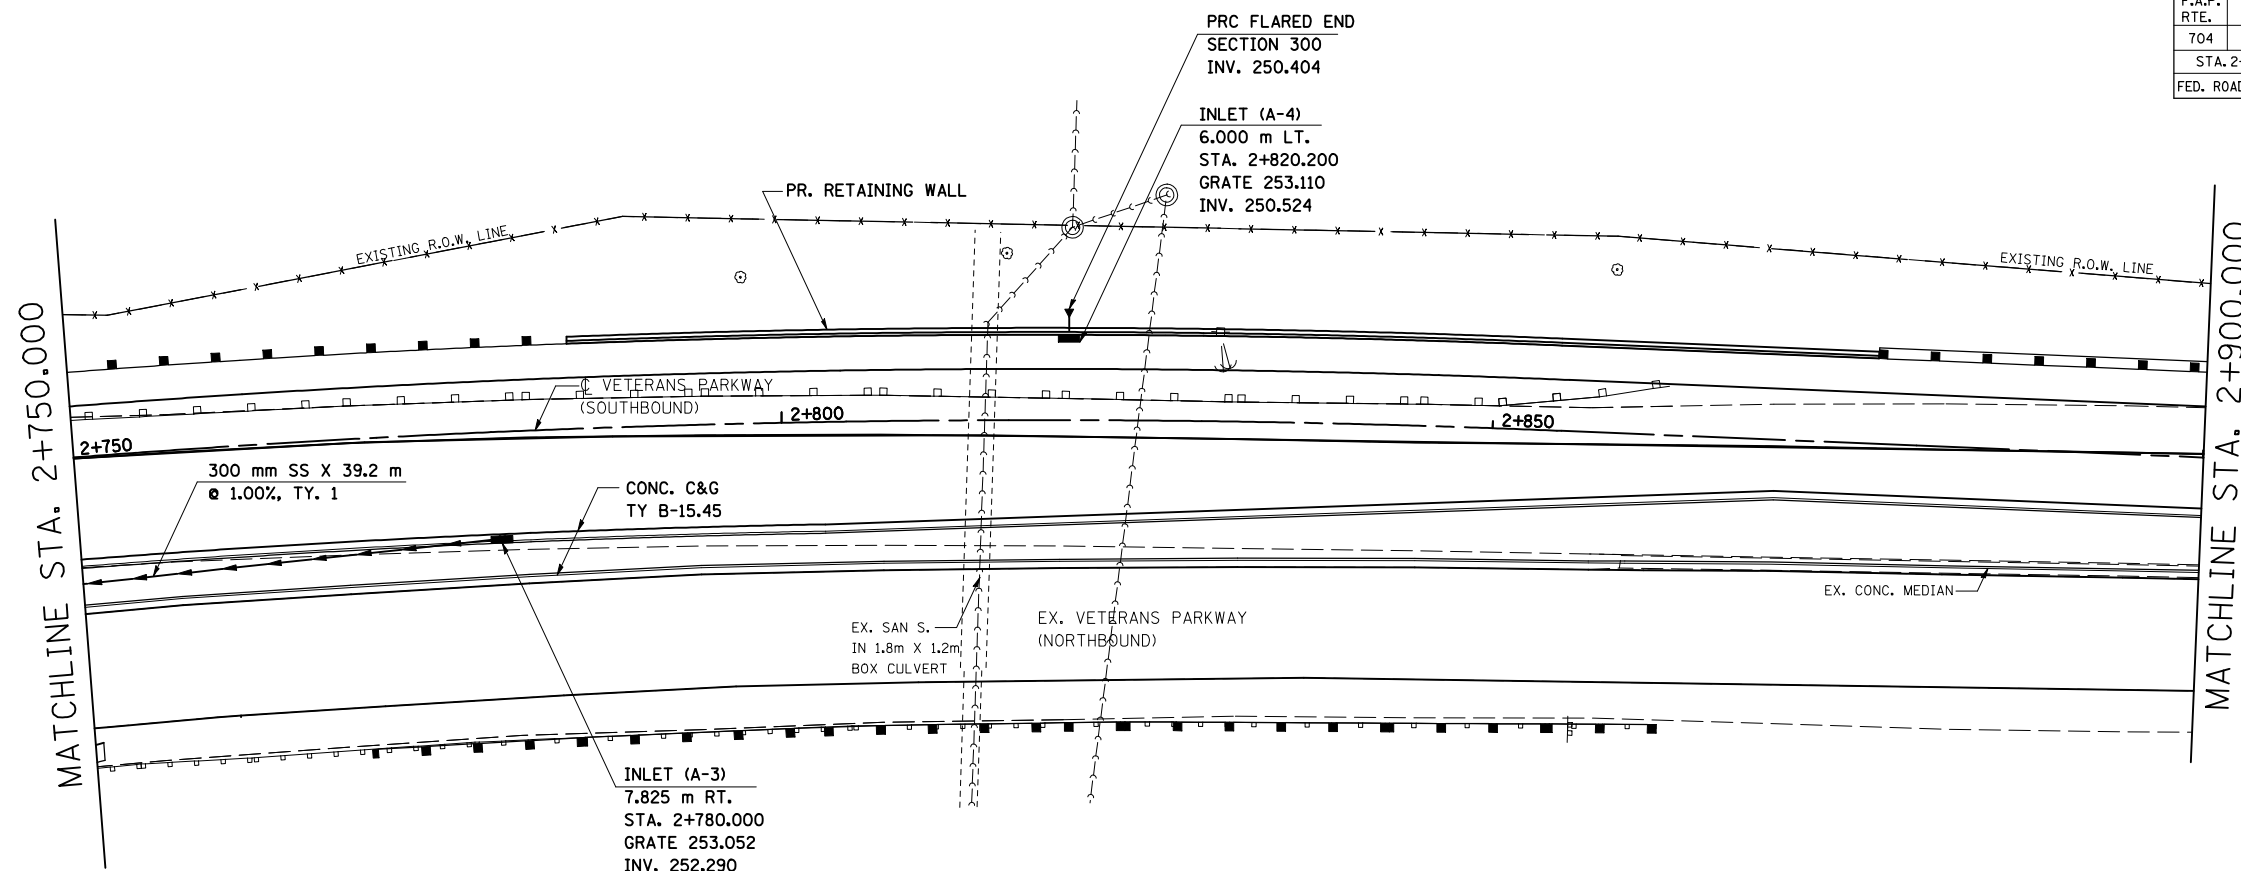 PRC FLARED END
SECTION 300
INV. 250.404
RTE.
704
STA. 2+
FED. ROAD
INLET (A-4)
6.000 m LT.
STA. 2+820.200
GRATE 253.110
INV. 250.524
PR. RETAINING WALL
EXISTING R.O.W. LINE
EXISTING R.O.W. LINE
MATCHLINE STA. 2+750.000
MATCHLINE STA. 2+900.000
℄ VETERANS PARKWAY
(SOUTHBOUND)
2+800
2+850
2+750
300 mm SS X 39.2 m
@ 1.00%, TY. 1
CONC. C&G
TY B-15.45
EX. CONC. MEDIAN
EX. SAN S.
IN 1.8m X 1.2m
BOX CULVERT
EX. VETERANS PARKWAY
(NORTHBOUND)
INLET (A-3)
7.825 m RT.
STA. 2+780.000
GRATE 253.052
INV. 252.290